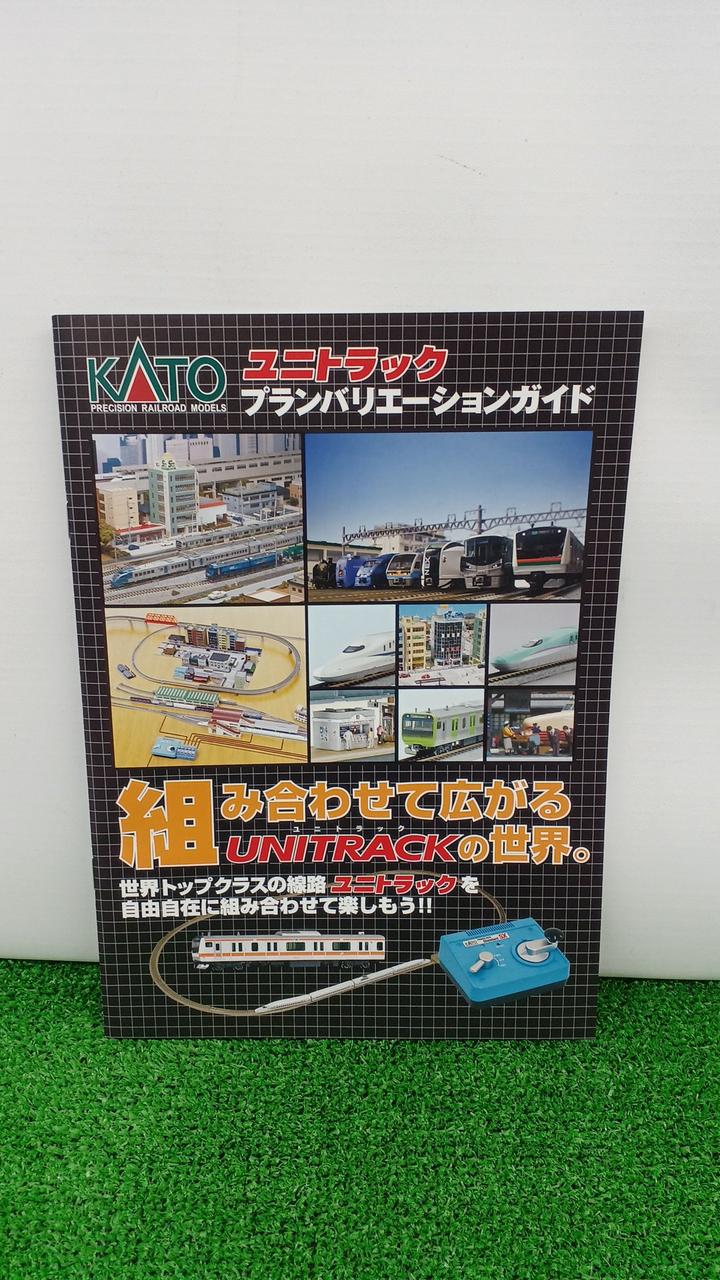 KATO
PRECISION RAILROAD MODELS
ユニトラック
プランバリエーションガイド
組み合わせて広がる
ユニトラック
UNITRACKの世界。
世界トップクラスの線路 ユニトラックを
自由自在に組み合わせて楽しもう!!